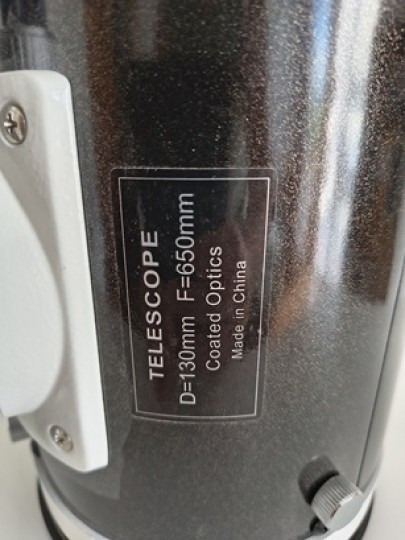 TELESCOPE
D=130mm F=650mm
Coated Optics
Made in China